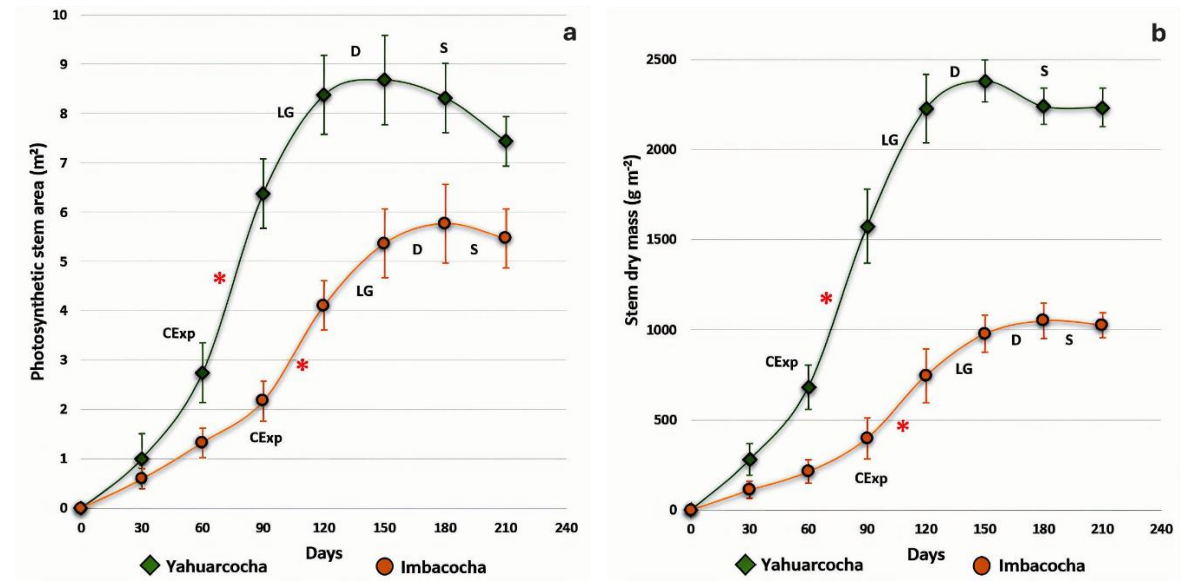 a
Photosynthetic stem area (m²)
10
9
8
7
6
5
4
3
2
1
0
D
S
LG
*
CExp
*
CExp
LG
D
S
0 30 60 90 120 150 180 210 240
Days
Yahuarcocha Imbacocha
b
Stem dry mass (g m⁻²)
2500
2000
1500
1000
500
0
D
S
LG
*
CExp
*
CExp
LG
D
S
0 30 60 90 120 150 180 210 240
Days
Yahuarcocha Imbacocha